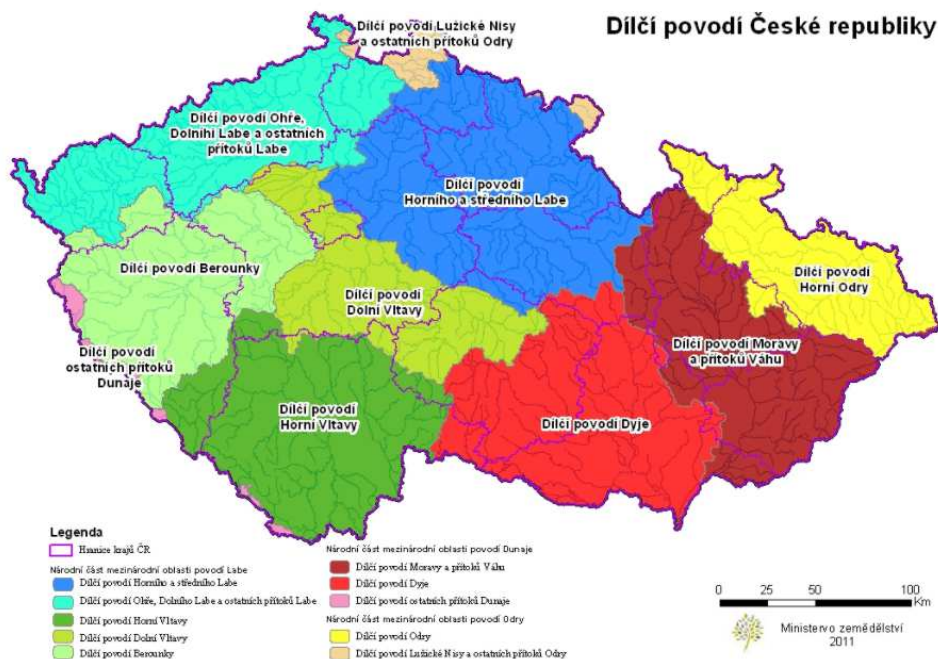 Dílčí povodí České republiky
Dílčí povodí Lužické Nisy
a ostatních přítoků Odry
Dílčí povodí Ohře,
Dolního Labe a ostatních
přítoků Labe
Dílčí povodí
Horního a středního Labe
Dílčí povodí Berounky
Dílčí povodí
Horní Odry
Dílčí povodí
Dolní Vltavy
Dílčí povodí
ostatních přítoků
Dunaje
Dílčí povodí Moravy
a přítoků Váhu
Dílčí povodí
Horní Vltavy
Dílčí povodí Dyje
Legenda
Hranice krajů ČR
Národní část mezinárodní oblasti povodí Labe
Dílčí povodí Horního a středního Labe
Dílčí povodí Ohře, Dolního Labe a ostatních přítoků Labe
Dílčí povodí Horní Vltavy
Dílčí povodí Dolní Vltavy
Dílčí povodí Berounky
Národní část mezinárodní oblasti povodí Dunaje
Dílčí povodí Moravy a přítoků Váhu
Dílčí povodí Dyje
Dílčí povodí ostatních přítoků Dunaje
Národní část mezinárodní oblasti povodí Odry
Dílčí povodí Odry
Dílčí povodí Lužické Nisy a ostatních přítoků Odry
0 25 50 100
Km
Ministervo zemědělství
2011